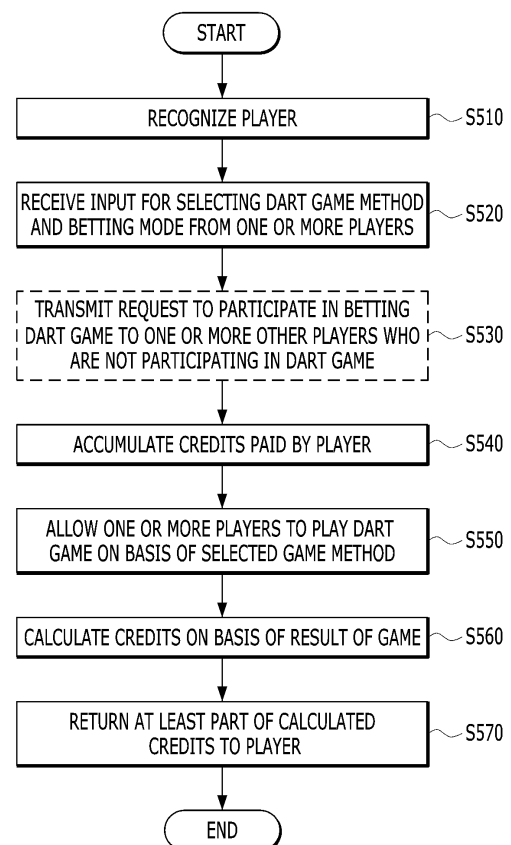 START
RECOGNIZE PLAYER
S510
RECEIVE INPUT FOR SELECTING DART GAME METHOD
AND BETTING MODE FROM ONE OR MORE PLAYERS
S520
TRANSMIT REQUEST TO PARTICIPATE IN BETTING
DART GAME TO ONE OR MORE OTHER PLAYERS WHO
ARE NOT PARTICIPATING IN DART GAME
S530
ACCUMULATE CREDITS PAID BY PLAYER
S540
ALLOW ONE OR MORE PLAYERS TO PLAY DART
GAME ON BASIS OF SELECTED GAME METHOD
S550
CALCULATE CREDITS ON BASIS OF RESULT OF GAME
S560
RETURN AT LEAST PART OF CALCULATED
CREDITS TO PLAYER
S570
END